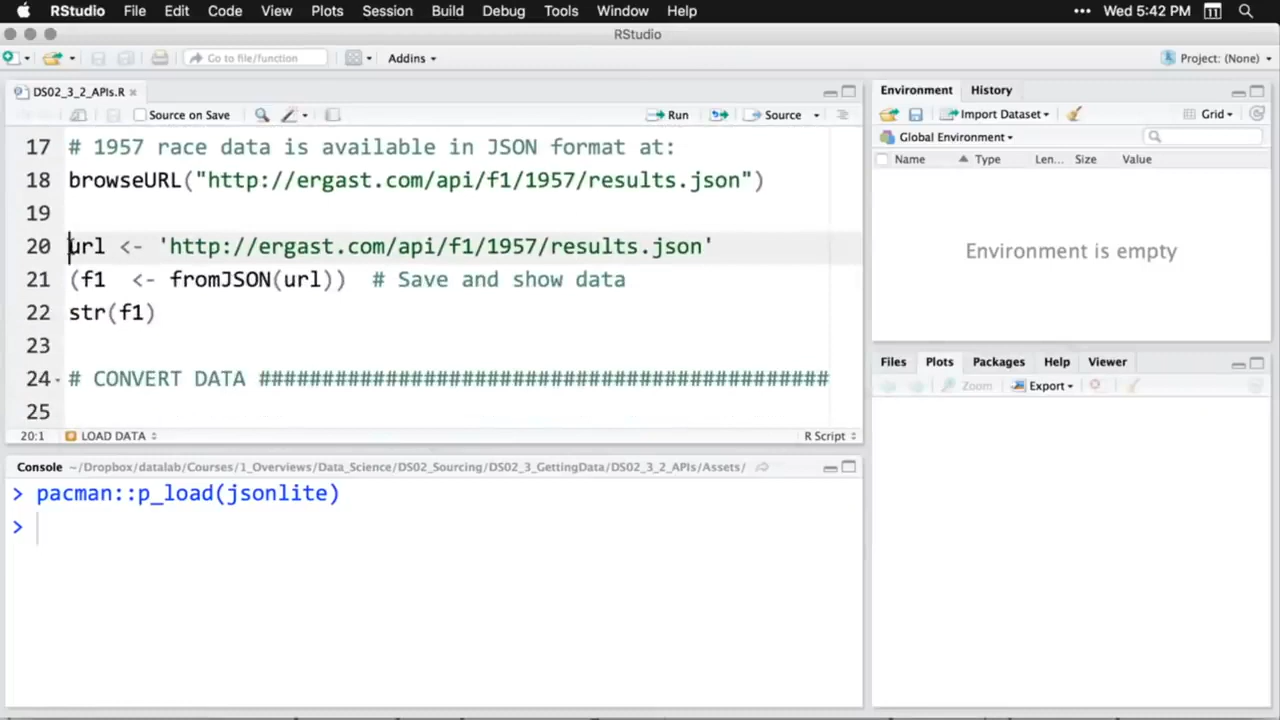 RStudio File Edit Code View Plots Session Build Debug Tools Window Help ••• Wed 5:42 PM 11
RStudio
Go to file/function Addins Project: (None)
DS02_3_2_APIs.R
Source on Save Run Source
17 # 1957 race data is available in JSON format at:
18 browseURL("http://ergast.com/api/f1/1957/results.json")
19
20 url <- 'http://ergast.com/api/f1/1957/results.json'
21 (f1 <- fromJSON(url)) # Save and show data
22 str(f1)
23
24 # CONVERT DATA ###############################################
25
20:1 LOAD DATA R Script
Console ~/Dropbox/datalab/Courses/1_Overviews/Data_Science/DS02_Sourcing/DS02_3_GettingData/DS02_3_2_APIs/Assets/
> pacman::p_load(jsonlite)
>
Environment History
Import Dataset Grid
Global Environment
Name Type Len... Size Value
Environment is empty
Files Plots Packages Help Viewer
Zoom Export